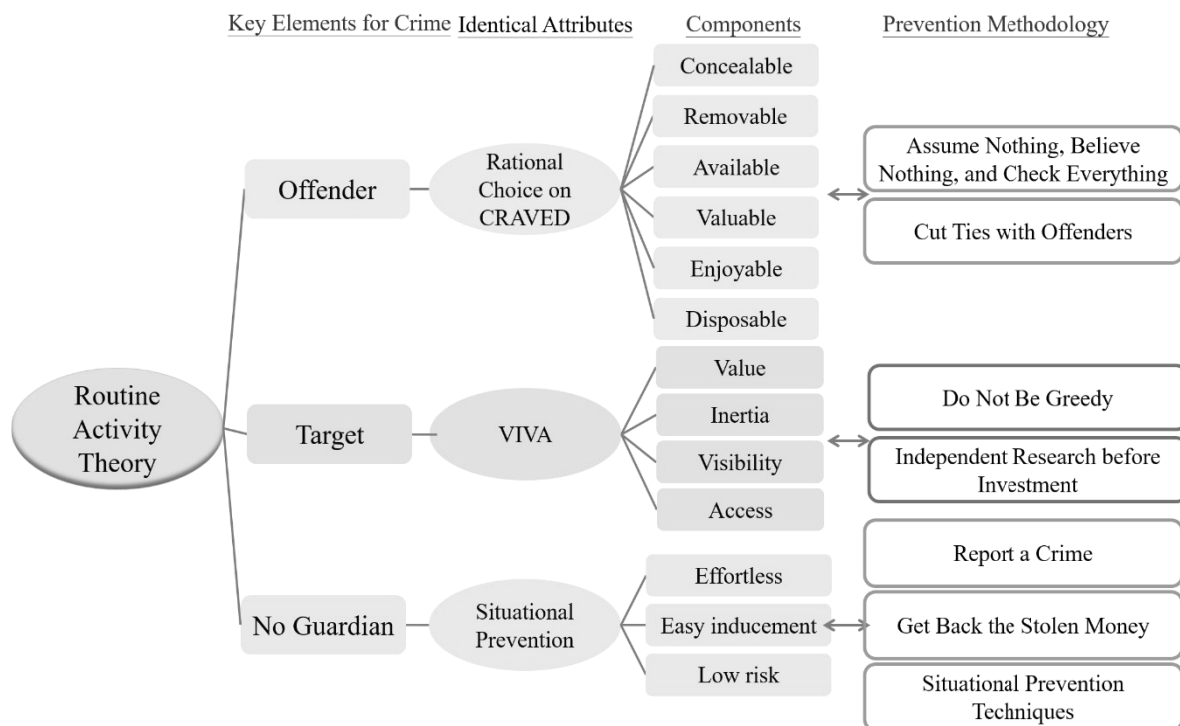 Key Elements for Crime
Identical Attributes
Components
Prevention Methodology
Routine
Activity
Theory
Offender
Rational
Choice on
CRAVED
Concealable
Removable
Available
Valuable
Enjoyable
Disposable
Assume Nothing, Believe
Nothing, and Check Everything
Cut Ties with Offenders
Target
VIVA
Value
Inertia
Visibility
Access
Do Not Be Greedy
Independent Research before
Investment
No Guardian
Situational
Prevention
Effortless
Easy inducement
Low risk
Report a Crime
Get Back the Stolen Money
Situational Prevention
Techniques